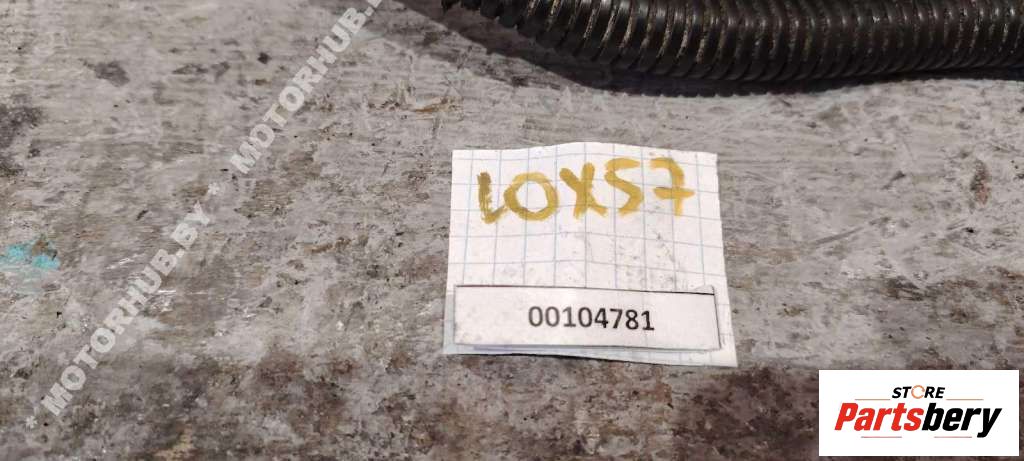 * MOTORHUB.BY * MOTORHUB.BY
LOX57
00104781
STORE
Partsbery